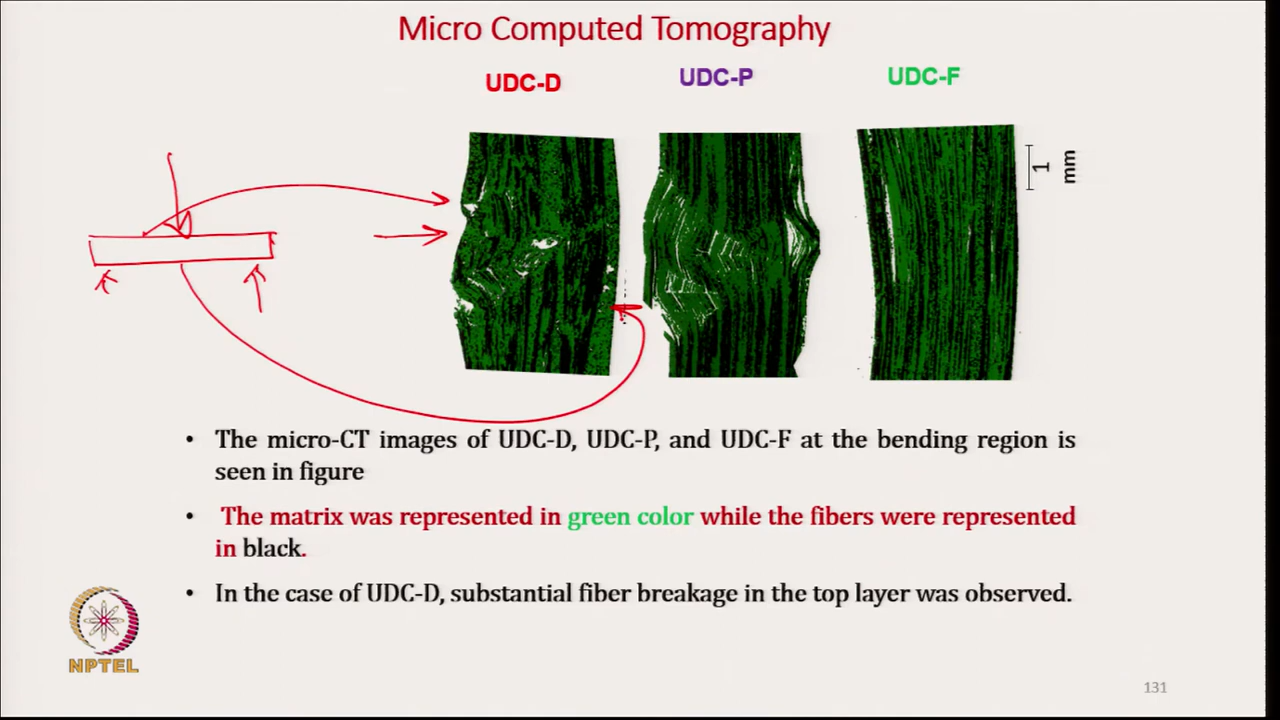 Micro Computed Tomography
UDC-D
UDC-P
UDC-F
1
mm
• The micro-CT images of UDC-D, UDC-P, and UDC-F at the bending region is
seen in figure
• The matrix was represented in green color while the fibers were represented
in black.
• In the case of UDC-D, substantial fiber breakage in the top layer was observed.
NPTEL
131